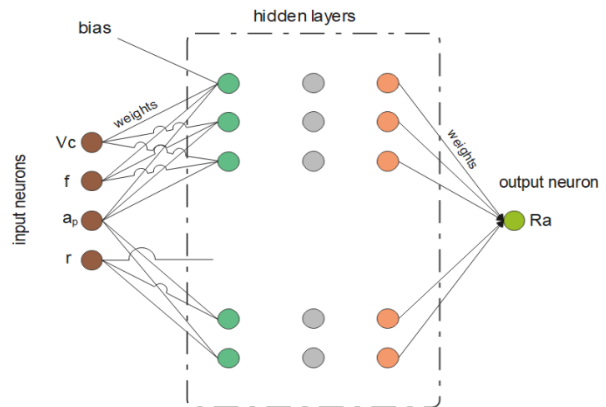 hidden layers
bias
weights
Vc
f
aₚ
r
input neurons
weights
output neuron
Ra